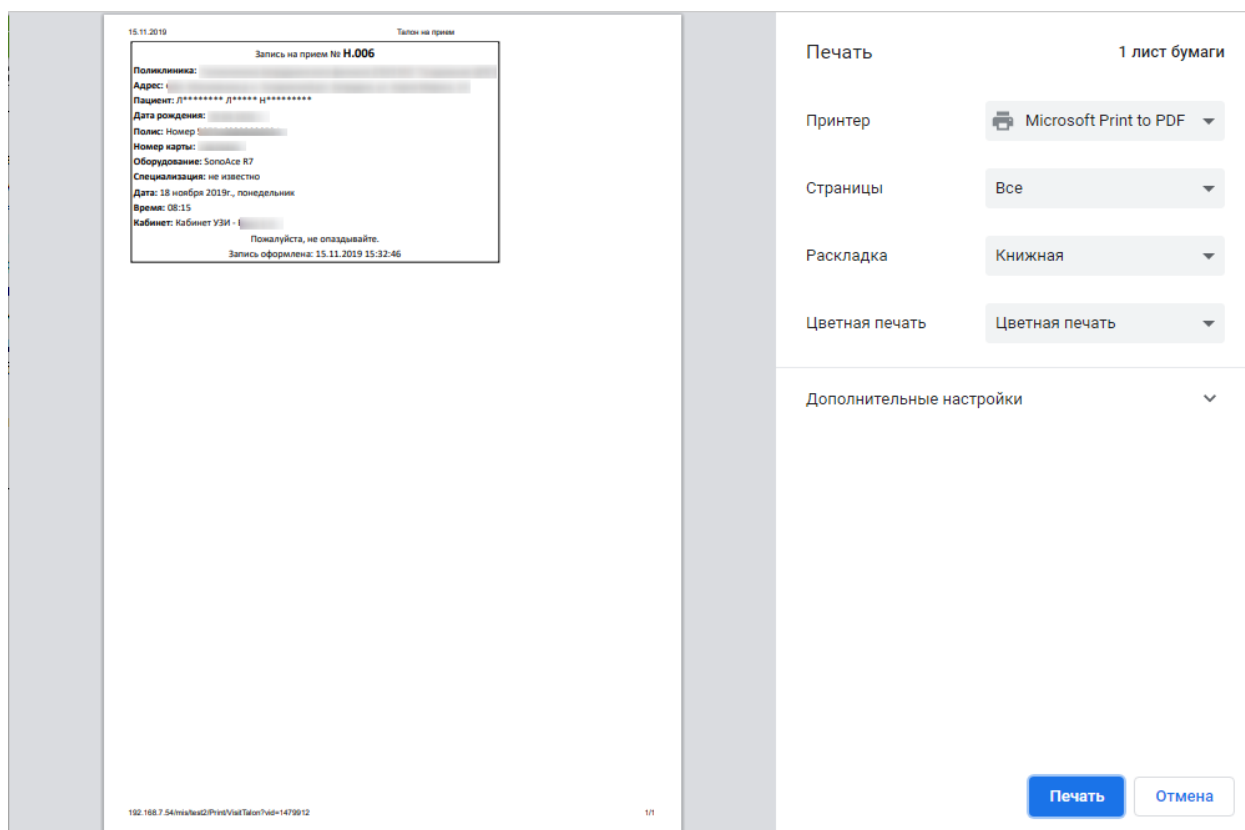 15.11.2019 Талон на прием
Запись на прием № Н.006
Поликлиника:
Адрес:
Пациент: Л******** Л***** Н*********
Дата рождения:
Полис: Номер
Номер карты:
Оборудование: SonoAce R7
Специализация: не известно
Дата: 18 ноября 2019г., понедельник
Время: 08:15
Кабинет: Кабинет УЗИ -
Пожалуйста, не опаздывайте.
Запись оформлена: 15.11.2019 15:32:46
192.168.7.54/mis/test2/Print/VisitTalon?vid=1479912 1/1
Печать 1 лист бумаги
Принтер Microsoft Print to PDF
Страницы Все
Раскладка Книжная
Цветная печать Цветная печать
Дополнительные настройки
Печать Отмена